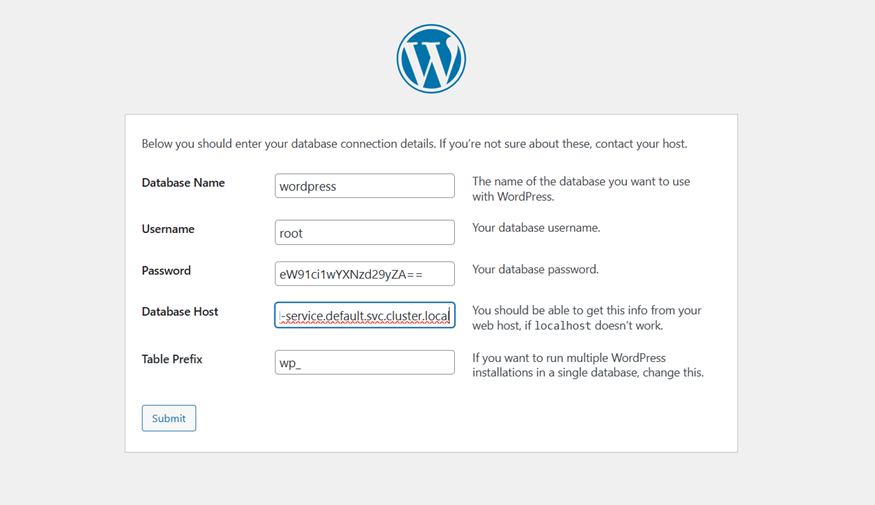 Below you should enter your database connection details. If you’re not sure about these, contact your host.
Database Name
wordpress
The name of the database you want to use
with WordPress.
Username
root
Your database username.
Password
eW91ci1wYXNzd29yZA==
Your database password.
Database Host
-service.default.svc.cluster.local
You should be able to get this info from your
web host, if localhost doesn’t work.
Table Prefix
wp_
If you want to run multiple WordPress
installations in a single database, change this.
Submit